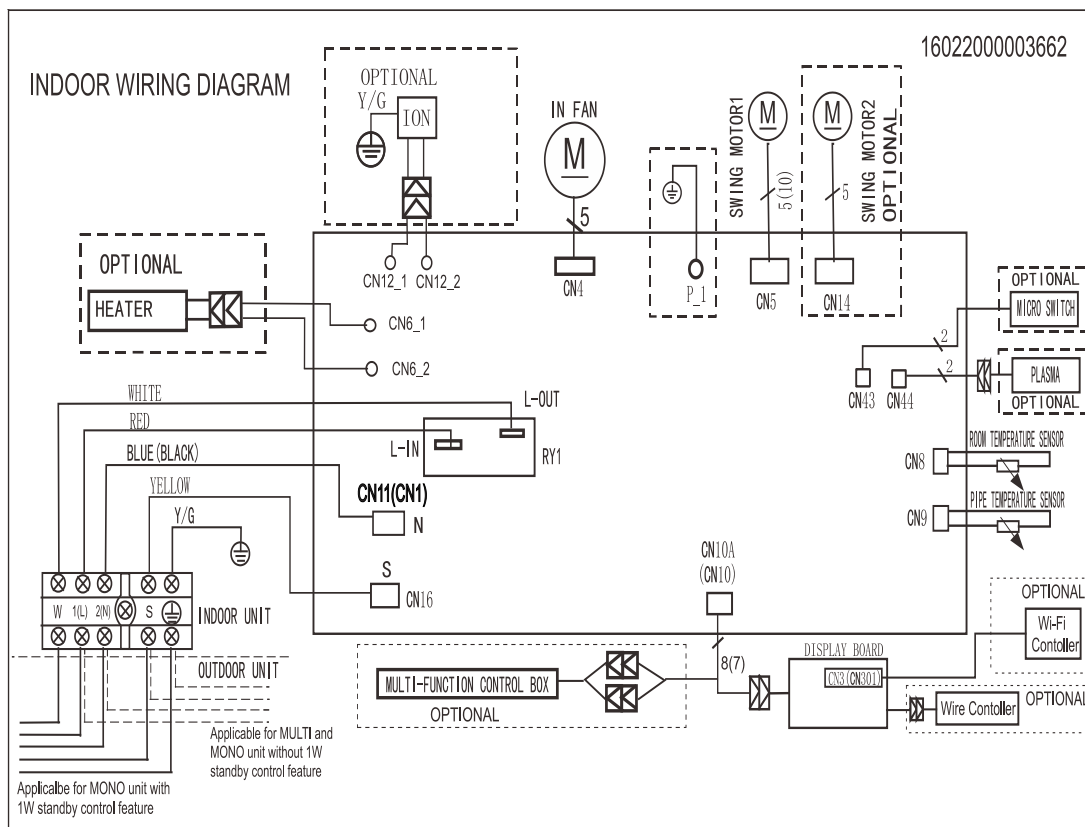 16022000003662
INDOOR WIRING DIAGRAM
OPTIONAL
Y/G
ION
IN FAN
M
5
SWING MOTOR1
M
5(10)
M
5
SWING MOTOR2
OPTIONAL
OPTIONAL
HEATER
CN12_1
CN12_2
CN4
P_1
CN5
CN14
CN6_1
CN6_2
OPTIONAL
MICRO SWITCH
2
2
PLASMA
OPTIONAL
CN43
CN44
WHITE
RED
BLUE(BLACK)
YELLOW
Y/G
L-OUT
L-IN
RY1
CN11(CN1)
N
S
CN16
CN8
ROOM TEMPERATURE SENSOR
CN9
PIPE TEMPERATURE SENSOR
CN10A
(CN10)
8(7)
W
1(L)
2(N)
S
INDOOR UNIT
OUTDOOR UNIT
MULTI-FUNCTION CONTROL BOX
OPTIONAL
DISPLAY BOARD
CN3(CN301)
OPTIONAL
Wi-Fi
Contoller
Wire Contoller
OPTIONAL
Applicable for MULTI and
MONO unit without 1W
standby control feature
Applicalbe for MONO unit with
1W standby control feature